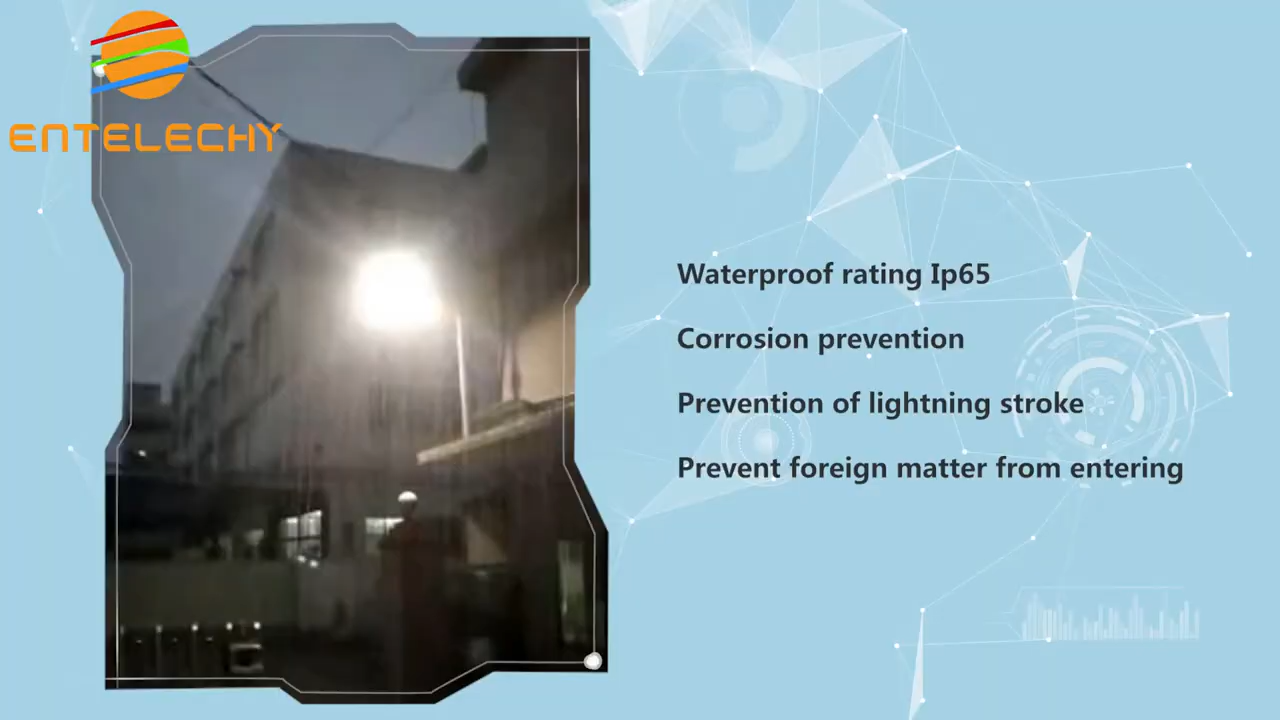 ENTELECHY
Waterproof rating Ip65
Corrosion prevention
Prevention of lightning stroke
Prevent foreign matter from entering